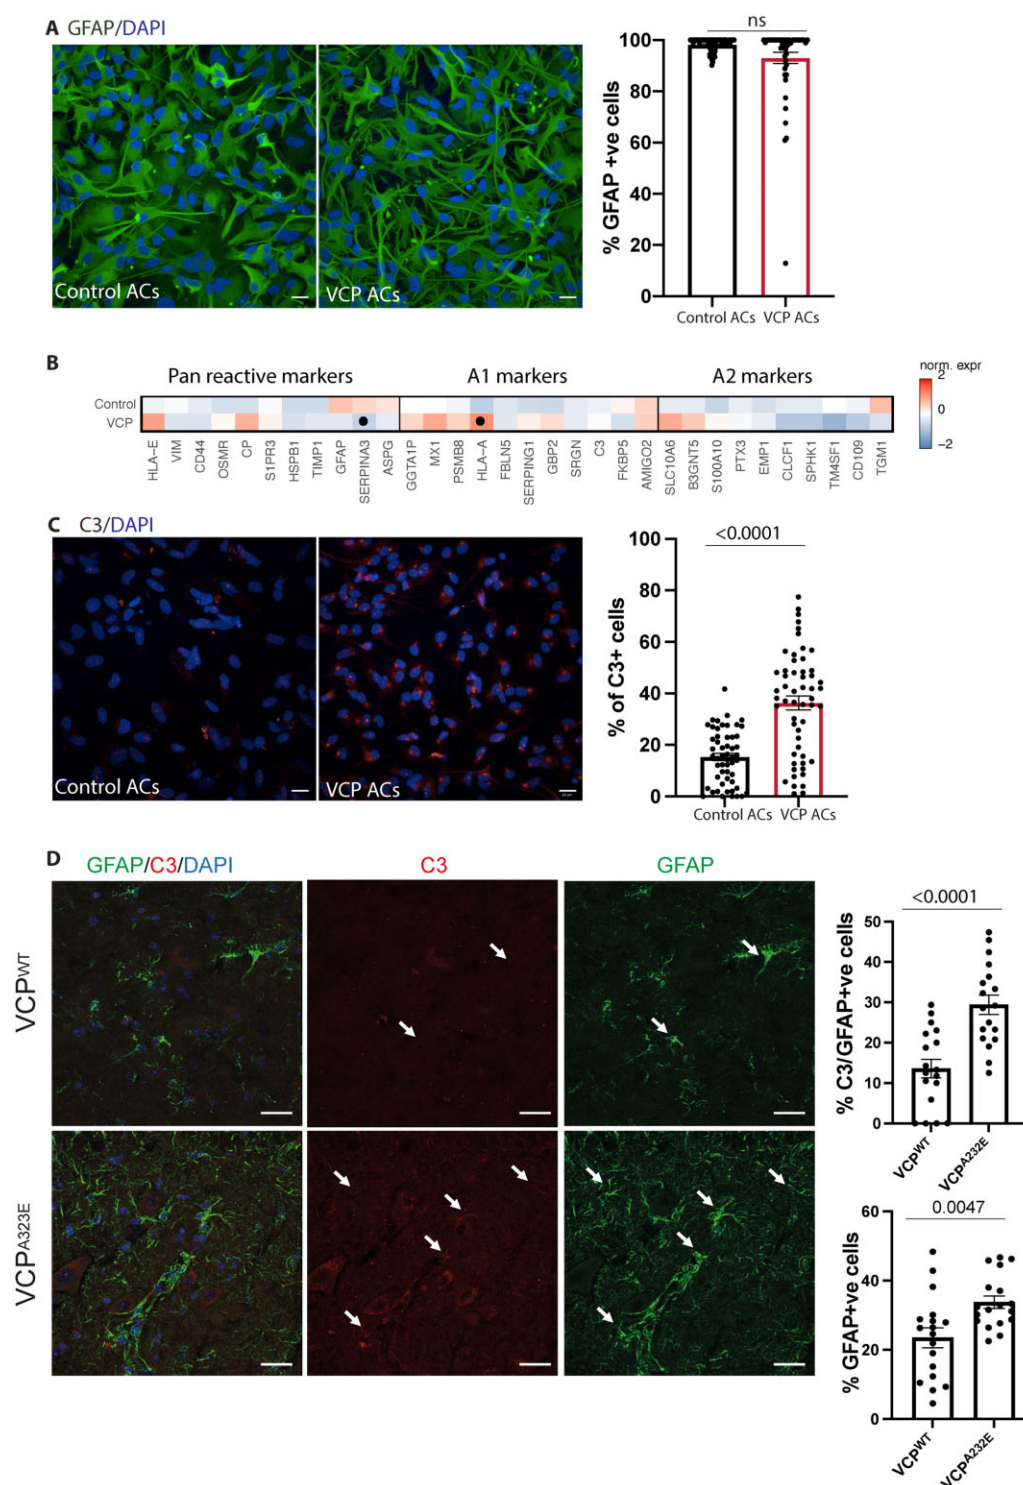 A GFAP/DAPI
Control ACs
VCP ACs
ns
100
80
60
40
20
0
% GFAP +ve cells
Control ACs VCP ACs
B
Pan reactive markers A1 markers A2 markers
norm. expr
2
0
−2
Control
VCP
HLA−E
VIM
CD44
OSMR
CP
S1PR3
HSPB1
TIMP1
GFAP
SERPINA3
ASPG
GGTA1P
MX1
PSMB8
HLA−A
FBLN5
SERPING1
GBP2
SRGN
C3
FKBP5
AMIGO2
SLC10A6
B3GNT5
S100A10
PTX3
EMP1
CLCF1
SPHK1
TM4SF1
CD109
TGM1
C C3/DAPI
Control ACs
VCP ACs
<0.0001
100
80
60
40
20
0
% of C3+ cells
Control ACs VCP ACs
D
GFAP/C3/DAPI C3 GFAP
VCPWT
VCPA323E
<0.0001
50
40
30
20
10
0
% C3/GFAP+ve cells
VCPWT
VCPA232E
0.0047
60
40
20
0
% GFAP+ve cells
VCPWT
VCPA232E